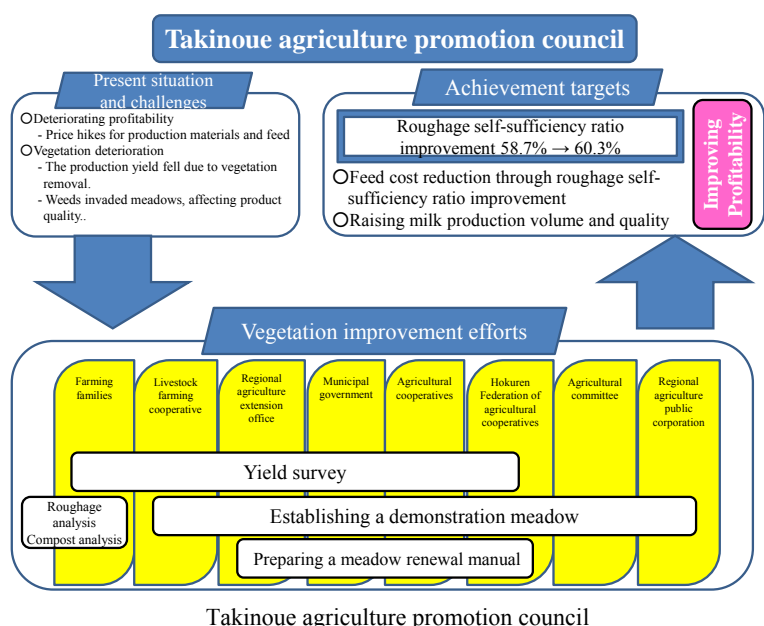 Takinoue agriculture promotion council
Present situation
and challenges
○Deteriorating profitability
- Price hikes for production materials and feed
○Vegetation deterioration
- The production yield fell due to vegetation
removal.
- Weeds invaded meadows, affecting product
quality..
Achievement targets
Roughage self-sufficiency ratio
improvement 58.7% → 60.3%
○Feed cost reduction through roughage self-
sufficiency ratio improvement
○Raising milk production volume and quality
Improving
Profitability
Vegetation improvement efforts
Farming
families
Livestock
farming
cooperative
Regional
agriculture
extension
office
Municipal
government
Agricultural
cooperatives
Hokuren
Federation of
agricultural
cooperatives
Agricultural
committee
Regional
agriculture
public
corporation
Yield survey
Roughage
analysis
Compost analysis
Establishing a demonstration meadow
Preparing a meadow renewal manual
Takinoue agriculture promotion council